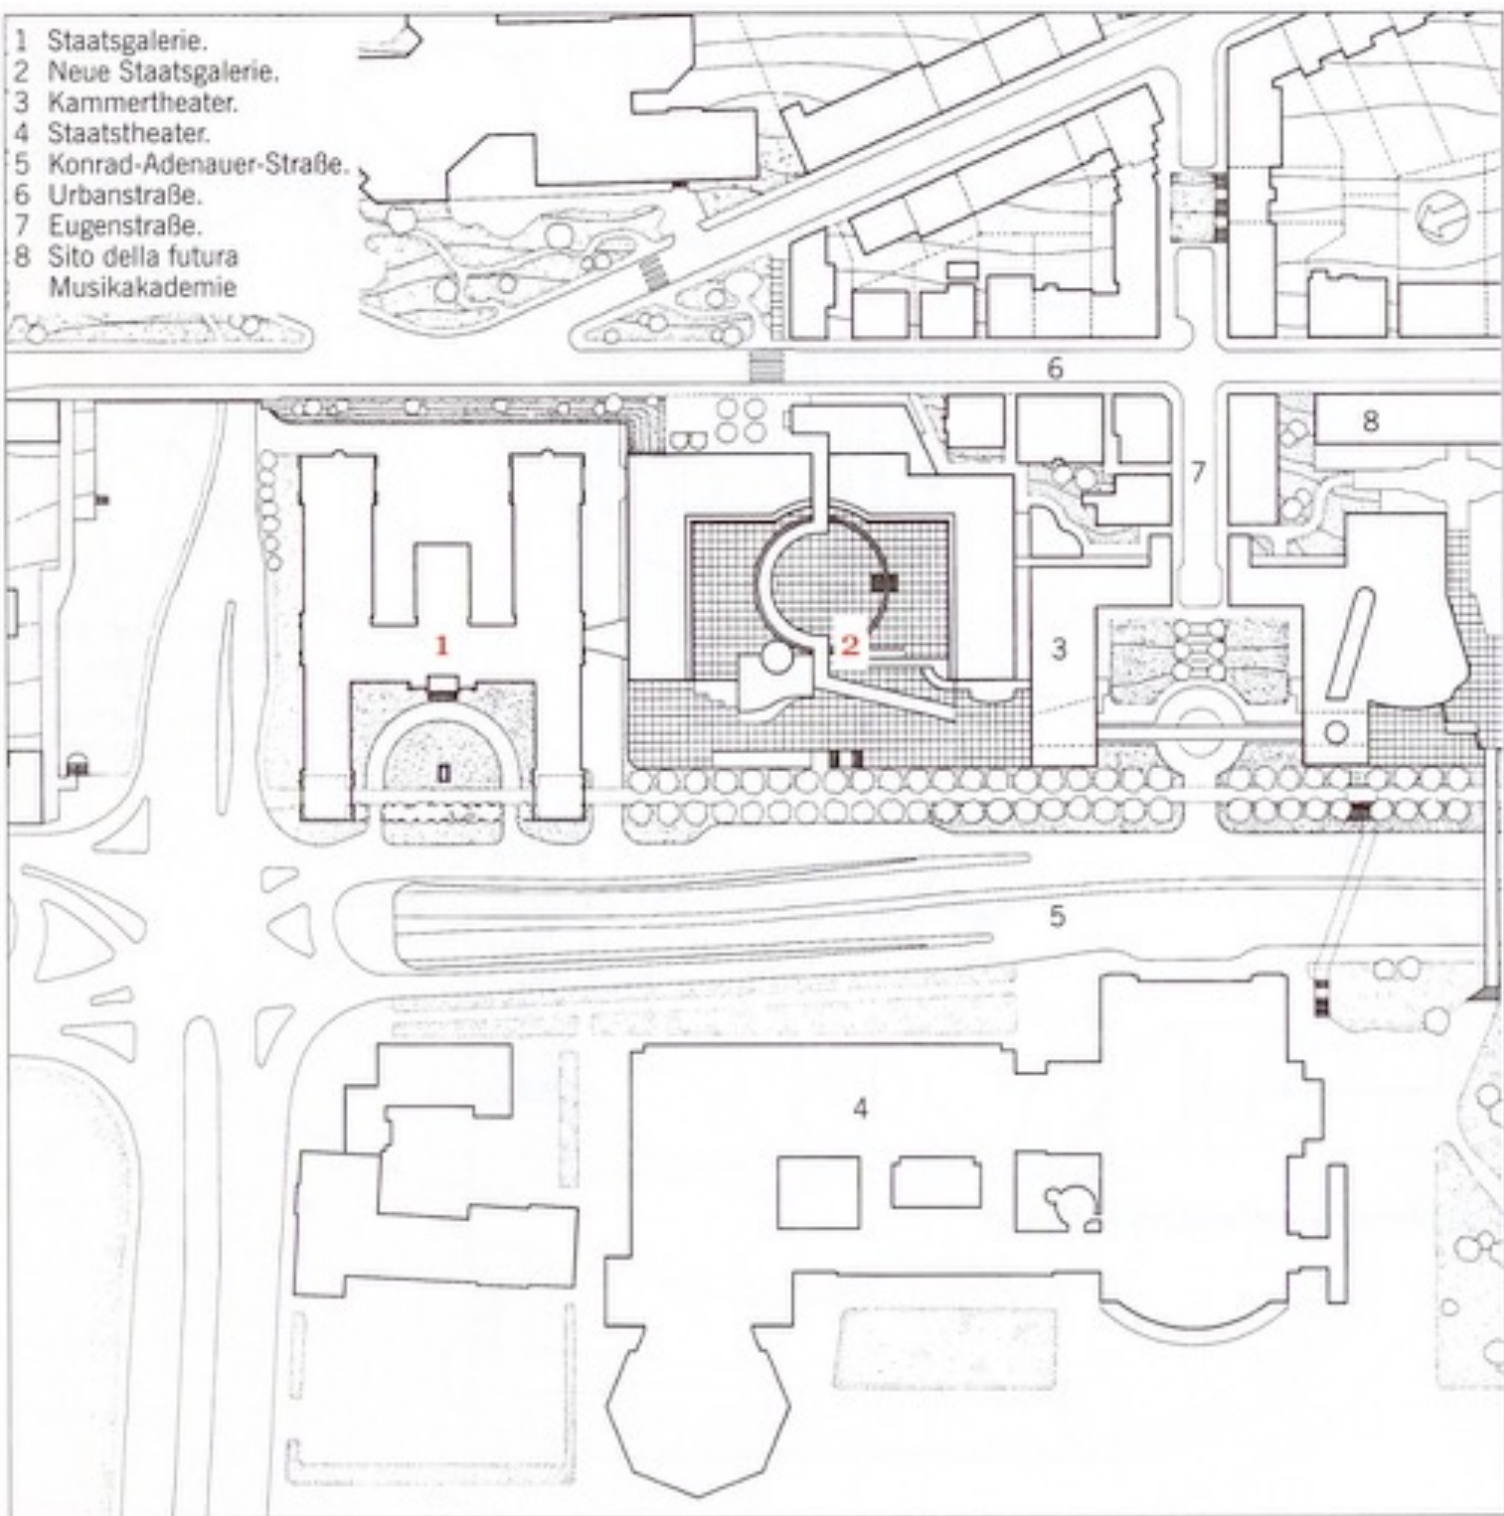 1 Staatsgalerie.
2 Neue Staatsgalerie.
3 Kammertheater.
4 Staatstheater.
5 Konrad-Adenauer-Straße.
6 Urbanstraße.
7 Eugenstraße.
8 Sito della futura
Musikakademie
6
8
7
1
2
3
5
4